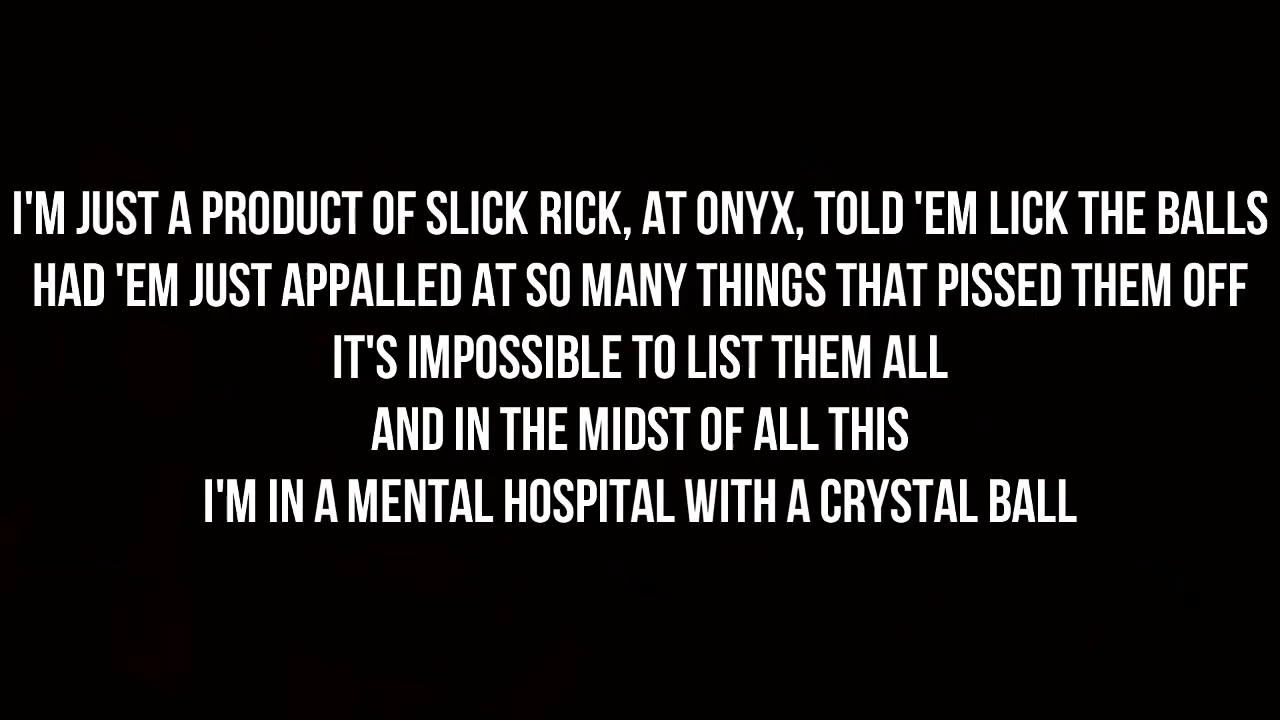 I'M JUST A PRODUCT OF SLICK RICK, AT ONYX, TOLD 'EM LICK THE BALLS
HAD 'EM JUST APPALLED AT SO MANY THINGS THAT PISSED THEM OFF
IT'S IMPOSSIBLE TO LIST THEM ALL
AND IN THE MIDST OF ALL THIS
I'M IN A MENTAL HOSPITAL WITH A CRYSTAL BALL